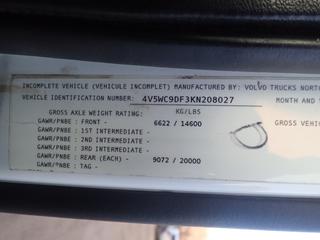 INCOMPLETE VEHICLE (VEHICULE INCOMPLET) MANUFACTURED BY: VOLVO TRUCKS NORT
VEHICLE IDENTIFICATION NUMBER: 4V5WC9DF3KN208027 MONTH AND
GROSS AXLE WEIGHT RATING: KG/LBS
GAWR/PNBE : FRONT - 6622 / 14600 GROSS VEHIC
GAWR/PNBE : 1ST INTERMEDIATE -
GAWR/PNBE : 2ND INTERMEDIATE -
GAWR/PNBE : 3RD INTERMEDIATE -
GAWR/PNBE : REAR (EACH) - 9072 / 20000
GAWR/PNBE : TAG -